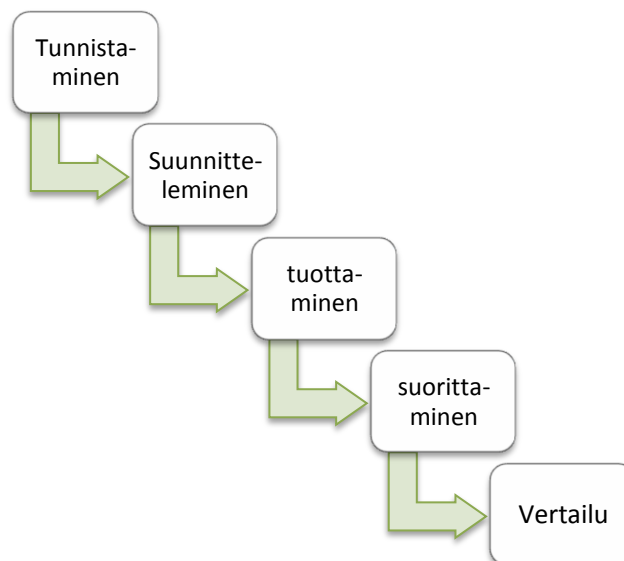 Tunnista-
minen
Suunnitte-
leminen
tuotta-
minen
suoritta-
minen
Vertailu